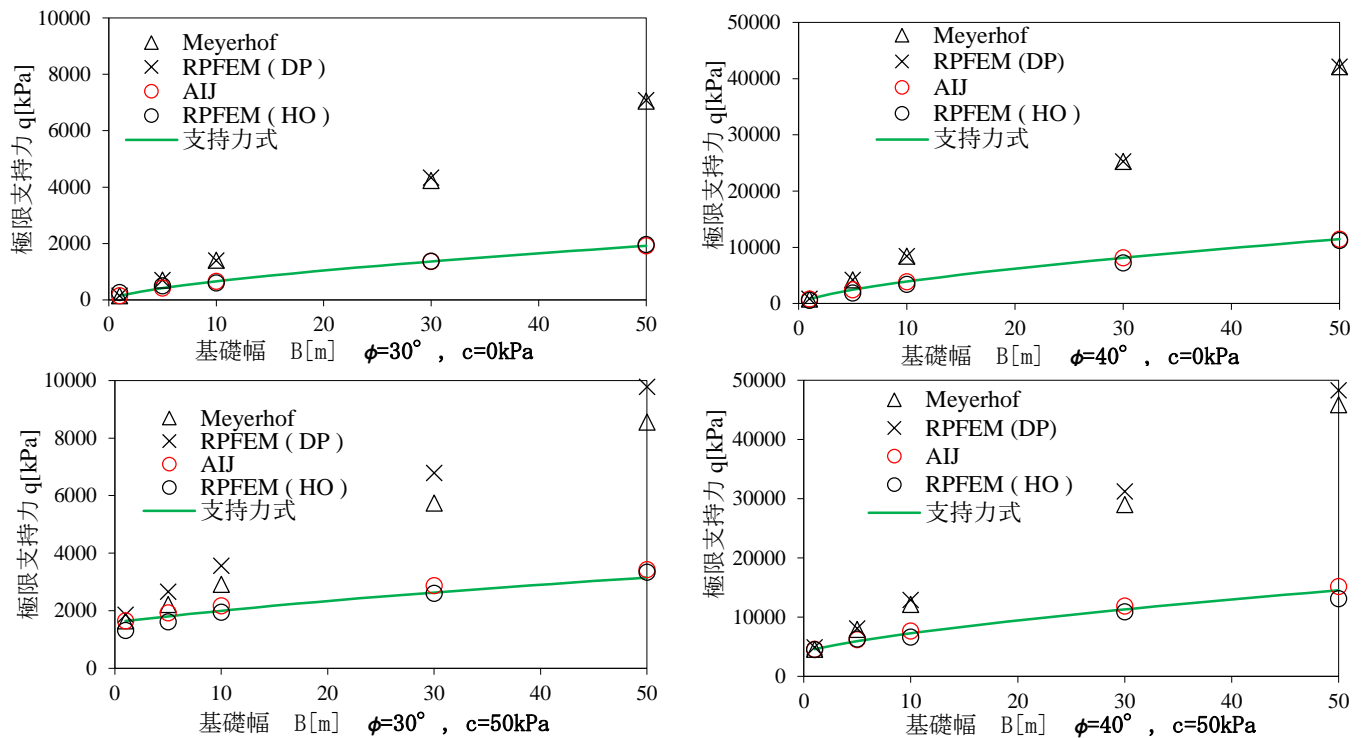 極限支持力 q[kPa]
10000
8000
6000
4000
2000
0
Meyerhof
RPFEM ( DP )
AIJ
RPFEM ( HO )
支持力式
0 10 20 30 40 50
基礎幅 B[m] ϕ=30° , c=0kPa
極限支持力 q[kPa]
50000
40000
30000
20000
10000
0
Meyerhof
RPFEM (DP)
AIJ
RPFEM ( HO )
支持力式
0 10 20 30 40 50
基礎幅 B[m] ϕ=40° , c=0kPa
極限支持力 q[kPa]
10000
8000
6000
4000
2000
0
Meyerhof
RPFEM ( DP )
AIJ
RPFEM ( HO )
支持力式
0 10 20 30 40 50
基礎幅 B[m] ϕ=30° , c=50kPa
極限支持力 q[kPa]
50000
40000
30000
20000
10000
0
Meyerhof
RPFEM (DP)
AIJ
RPFEM ( HO )
支持力式
0 10 20 30 40 50
基礎幅 B[m] ϕ=40° , c=50kPa